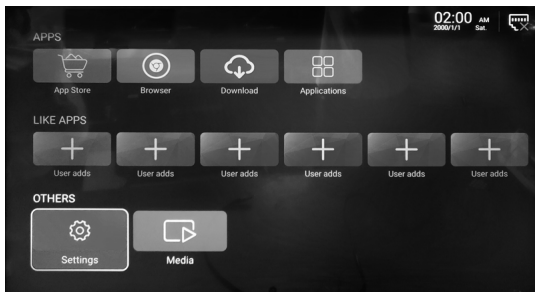 02:00 AM
2000/1/1 Sat.
APPS
App Store Browser Download Applications
LIKE APPS
User adds User adds User adds User adds User adds User adds
OTHERS
Settings Media